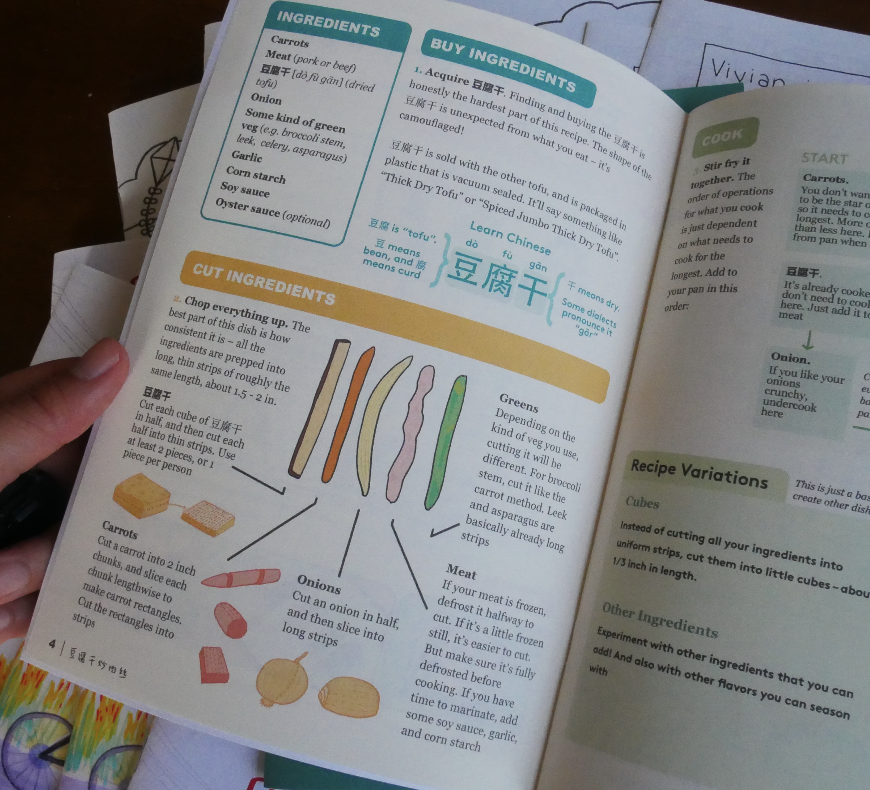 INGREDIENTS
Carrots
Meat (pork or beef)
豆腐干 [dò fú gān] (dried
tofu)
Onion
Some kind of green
veg (e.g. broccoli stem,
leek, celery, asparagus)
Garlic
Corn starch
Soy sauce
Oyster sauce (optional)
BUY INGREDIENTS
1. Acquire 豆腐干. Finding and buying the 豆腐干 is
honestly the hardest part of this recipe. The shape of the
豆腐干 is unexpected from what you eat – it's
camouflaged!
豆腐干 is sold with the other tofu, and is packaged in
plastic that is vacuum sealed. It'll say something like
"Thick Dry Tofu" or "Spiced Jumbo Thick Dry Tofu".
豆腐 is "tofu".
豆 means
bean, and 腐
means curd
Learn Chinese
dò fú gān
豆腐干
干 means dry.
Some dialects
pronounce it
"gār"
CUT INGREDIENTS
2. Chop everything up. The
best part of this dish is how
consistent it is – all the
ingredients are prepped into
long, thin strips of roughly the
same length, about 1.5 - 2 in.
豆腐干
Cut each cube of 豆腐干
in half, and then cut each
half into thin strips. Use
at least 2 pieces, or 1
piece per person
Carrots
Cut a carrot into 2 inch
chunks, and slice each
chunk lengthwise to
make carrot rectangles.
Cut the rectangles into
strips
Onions
Cut an onion in half,
and then slice into
long strips
Greens
Depending on the
kind of veg you use,
cutting it will be
different. For broccoli
stem, cut it like the
carrot method. Leek
and asparagus are
basically already long
strips
Meat
If your meat is frozen,
defrost it halfway to
cut. If it's a little frozen
still, it's easier to cut.
But make sure it's fully
defrosted before
cooking. If you have
time to marinate, add
some soy sauce, garlic,
and corn starch
4 | 豆腐干炒肉丝
Vivian
COOK
Stir fry it
together. The
order of operations
for what you cook
is just dependent
on what needs to
cook for the
longest. Add to
your pan in this
order:
START
Carrots.
You don't wan
to be the star o
so it needs to c
longest. More c
than less here.
from pan when
豆腐干.
It's already cooke
don't need to coo
here. Just add it to
meat
Onion.
If you like your
onions
crunchy,
undercook
here
Recipe Variations
This is just a bas
create other dish
Cubes
Instead of cutting all your ingredients into
uniform strips, cut them into little cubes – abou
1/3 inch in length.
Other Ingredients
Experiment with other ingredients that you can
add! And also with other flavors you can season
with